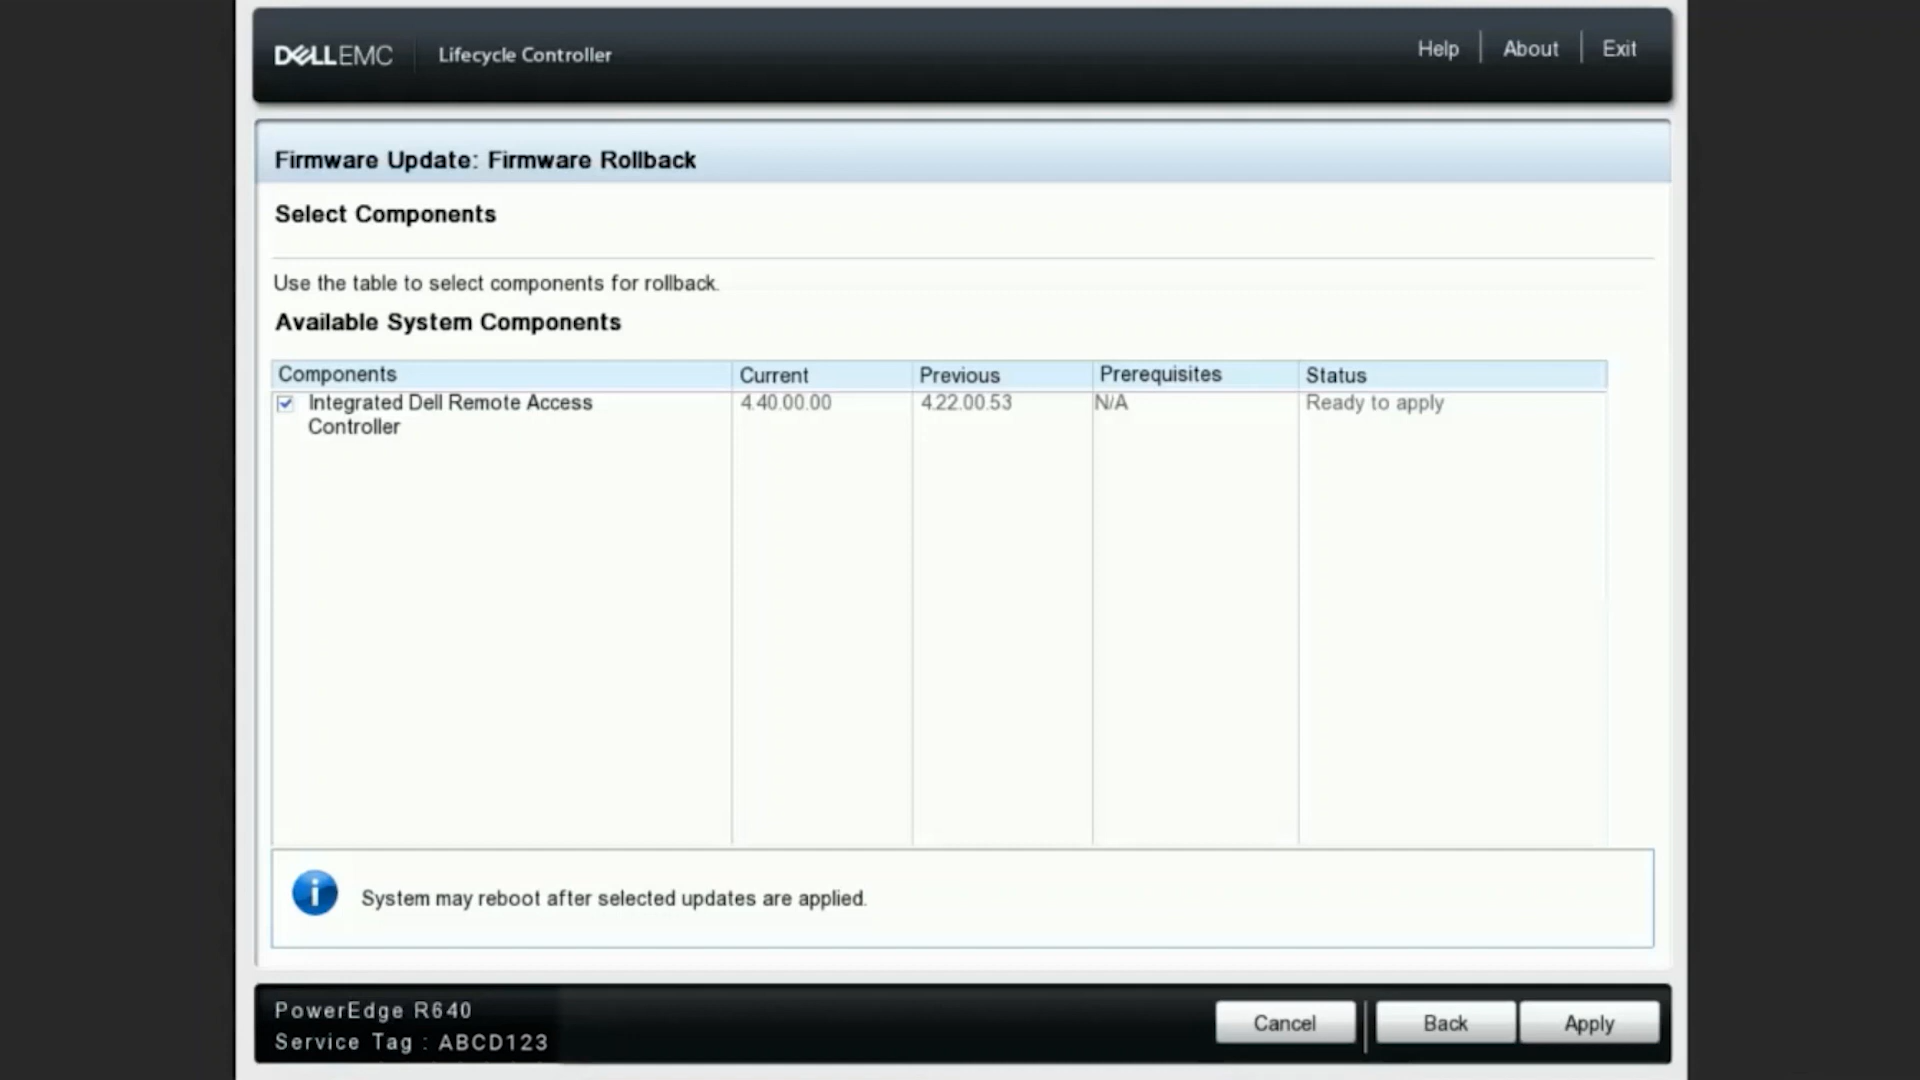 DELLEMC Lifecycle Controller Help About Exit
Firmware Update: Firmware Rollback
Select Components
Use the table to select components for rollback.
Available System Components
Components Current Previous Prerequisites Status
Integrated Dell Remote Access 4.40.00.00 4.22.00.53 N/A Ready to apply
Controller
i System may reboot after selected updates are applied.
PowerEdge R640
Service Tag : ABCD123
Cancel Back Apply